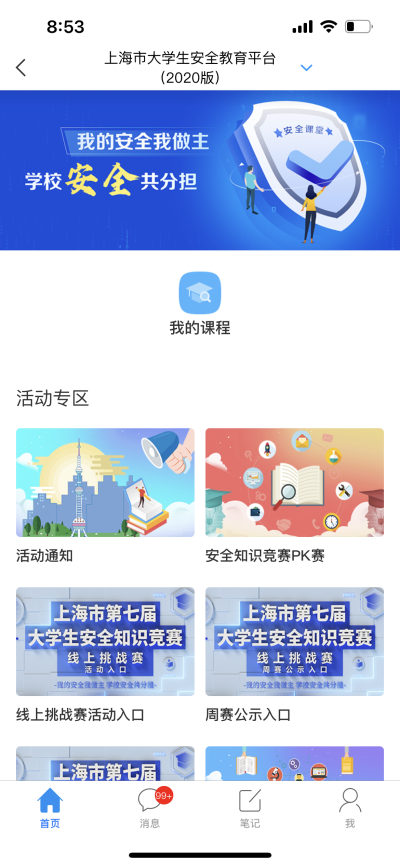 8:53
上海市大学生安全教育平台
(2020版)
我的安全我做主
学校安全共分担
安全课堂
我的课程
活动专区
活动通知
安全知识竞赛PK赛
上海市第七届
大学生安全知识竞赛
线上挑战赛
活动入口
-我的安全我做主 学校安全共分担-
线上挑战赛活动入口
上海市第七届
大学生安全知识竞赛
线上挑战赛
周赛公示入口
-我的安全我做主 学校安全共分担-
周赛公示入口
上海市第七届
99+
首页
消息
笔记
我